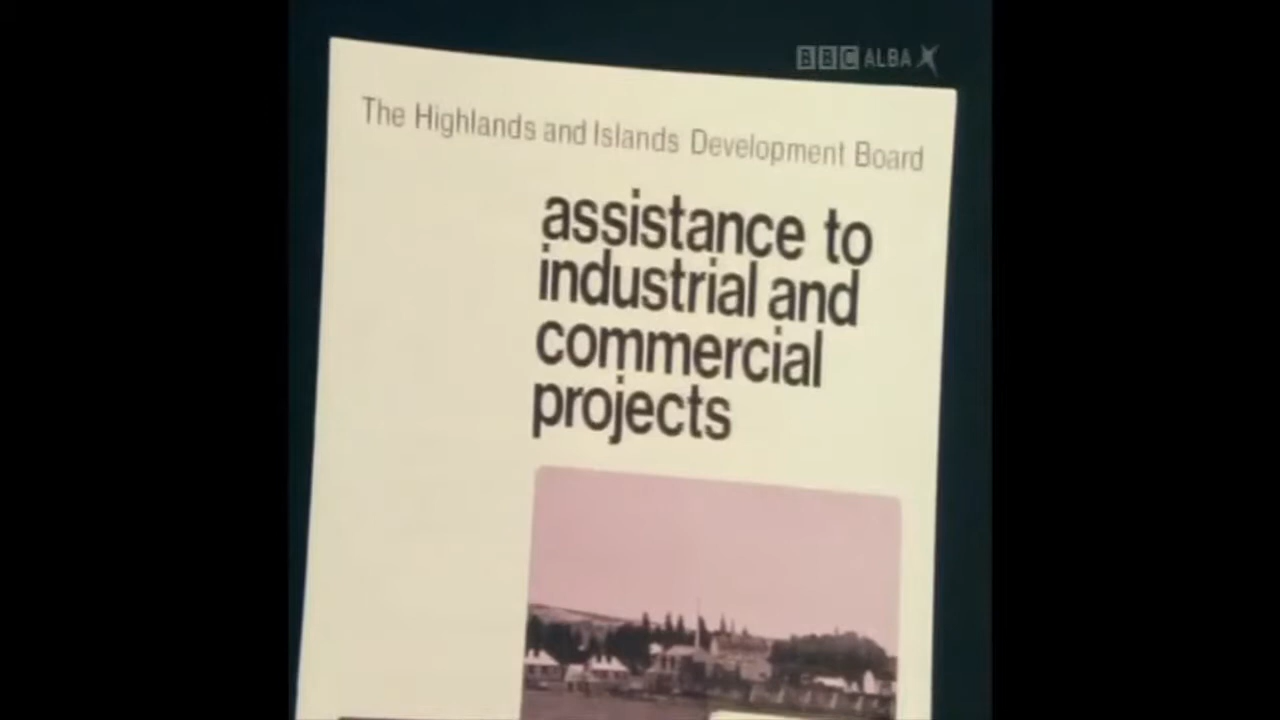 BBC ALBA
The Highlands and Islands Development Board
assistance to
industrial and
commercial
projects